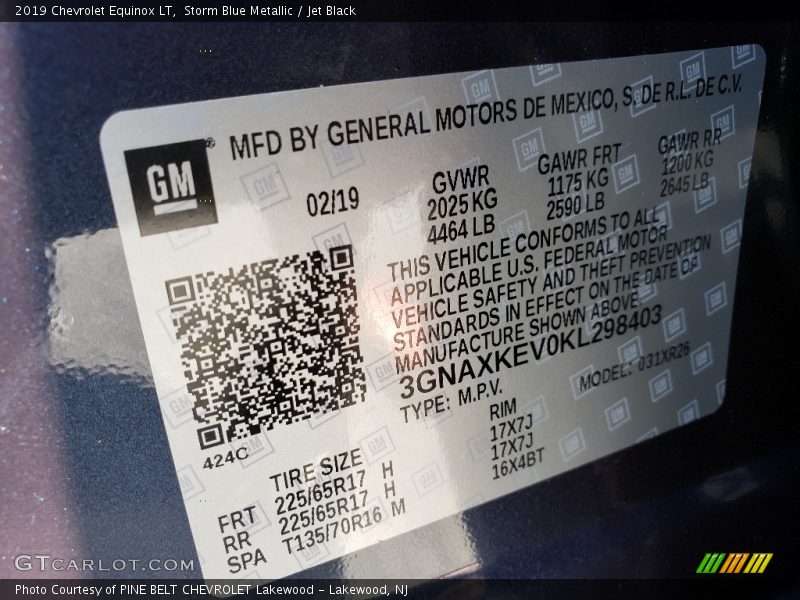 2019 Chevrolet Equinox LT, Storm Blue Metallic / Jet Black
GM
MFD BY GENERAL MOTORS DE MEXICO, S. DE R.L. DE C.V.
02/19
GVWR
2025 KG
4464 LB
GAWR FRT
1175 KG
2590 LB
GAWR RR
1200 KG
2645 LB
THIS VEHICLE CONFORMS TO ALL
APPLICABLE U.S. FEDERAL MOTOR
VEHICLE SAFETY AND THEFT PREVENTION
STANDARDS IN EFFECT ON THE DATE OF
MANUFACTURE SHOWN ABOVE
3GNAXKEV0KL298403
TYPE: M.P.V.
MODEL: 031XR26
424C
TIRE SIZE
RIM
FRT 225/65R17 H 17X7J
RR 225/65R17 H 17X7J
SPA T135/70R16 M 16X4BT
GTCARLOT.COM
Photo Courtesy of PINE BELT CHEVROLET Lakewood - Lakewood, NJ